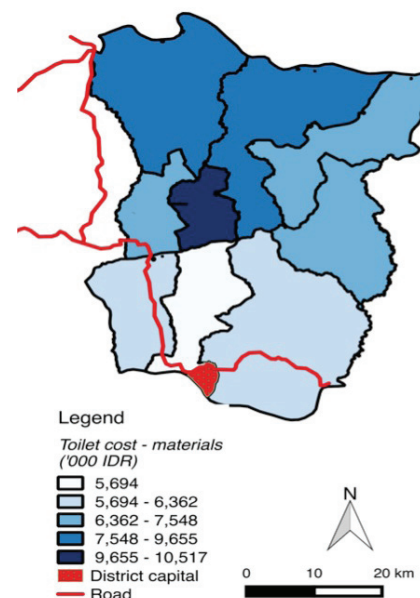 Legend
Toilet cost - materials
('000 IDR)
5,694
5,694 - 6,362
6,362 - 7,548
7,548 - 9,655
9,655 - 10,517
District capital
Road
N
0 10 20 km